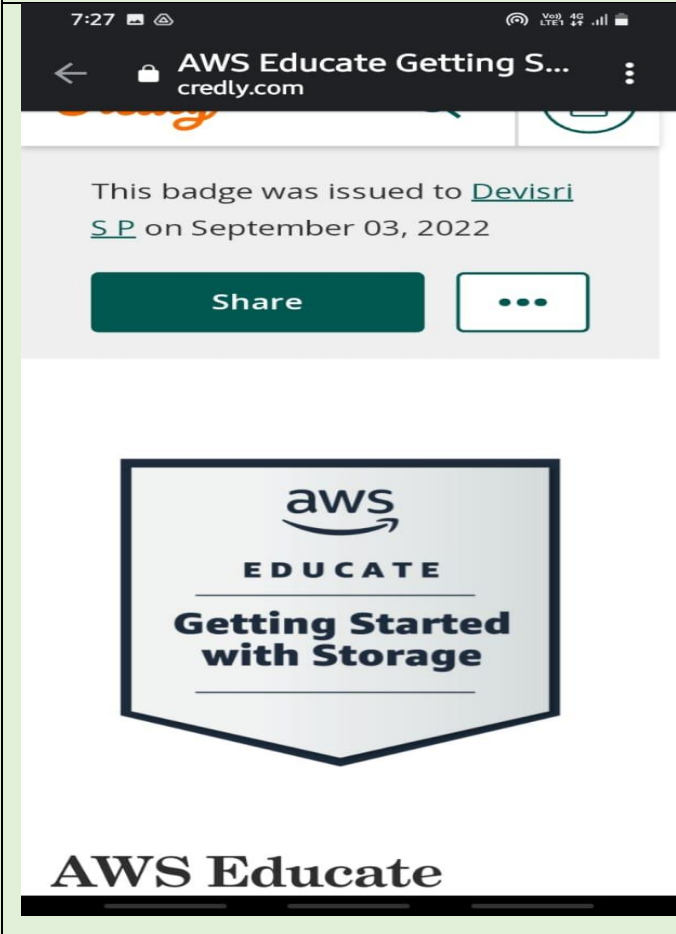 7:27
Vo)) 4G
LTE1
AWS Educate Getting S...
credly.com
Credly
This badge was issued to Devisri
S P on September 03, 2022
Share
aws
EDUCATE
Getting Started
with Storage
AWS Educate